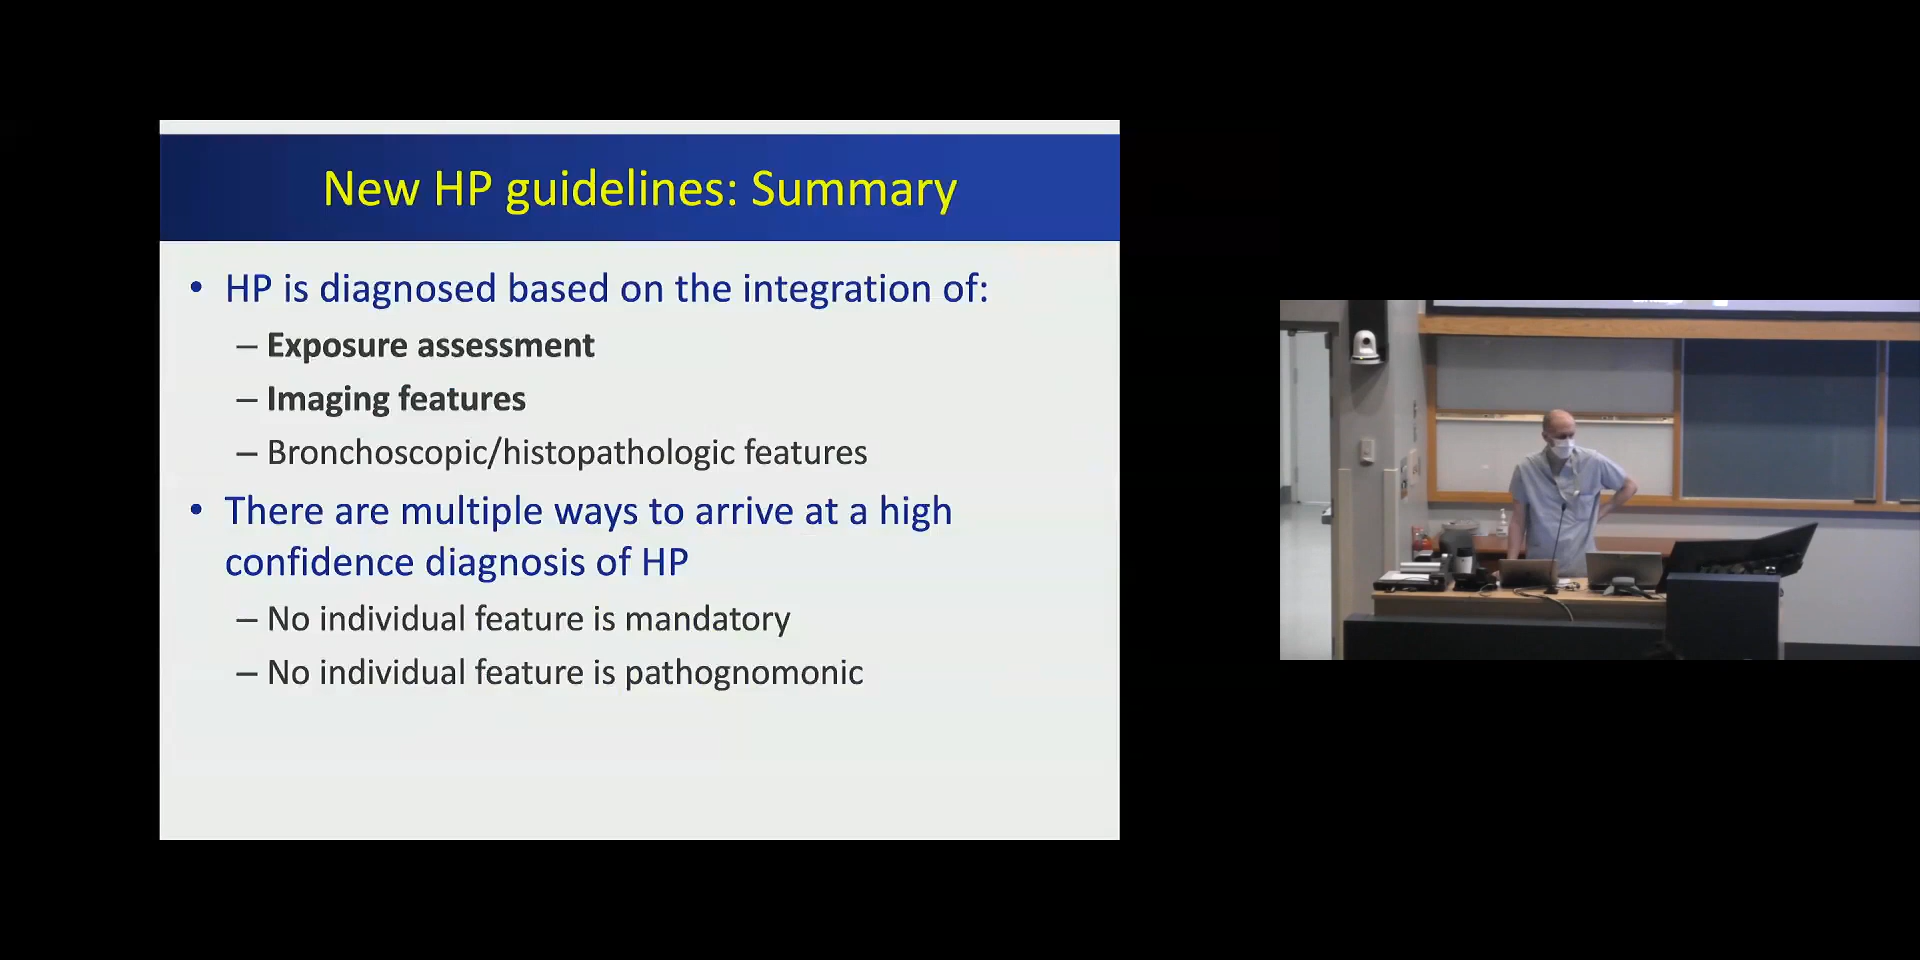 New HP guidelines: Summary
• HP is diagnosed based on the integration of:
– Exposure assessment
– Imaging features
– Bronchoscopic/histopathologic features
• There are multiple ways to arrive at a high
confidence diagnosis of HP
– No individual feature is mandatory
– No individual feature is pathognomonic